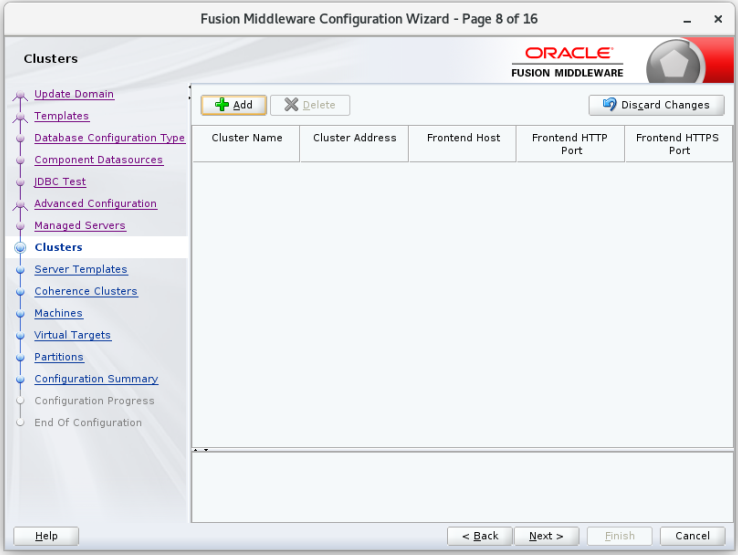 Fusion Middleware Configuration Wizard - Page 8 of 16
Clusters
ORACLE
FUSION MIDDLEWARE
Update Domain
Templates
Database Configuration Type
Component Datasources
JDBC Test
Advanced Configuration
Managed Servers
Clusters
Server Templates
Coherence Clusters
Machines
Virtual Targets
Partitions
Configuration Summary
Configuration Progress
End Of Configuration
Add
Delete
Discard Changes
Cluster Name
Cluster Address
Frontend Host
Frontend HTTP
Port
Frontend HTTPS
Port
Help
< Back
Next >
Finish
Cancel